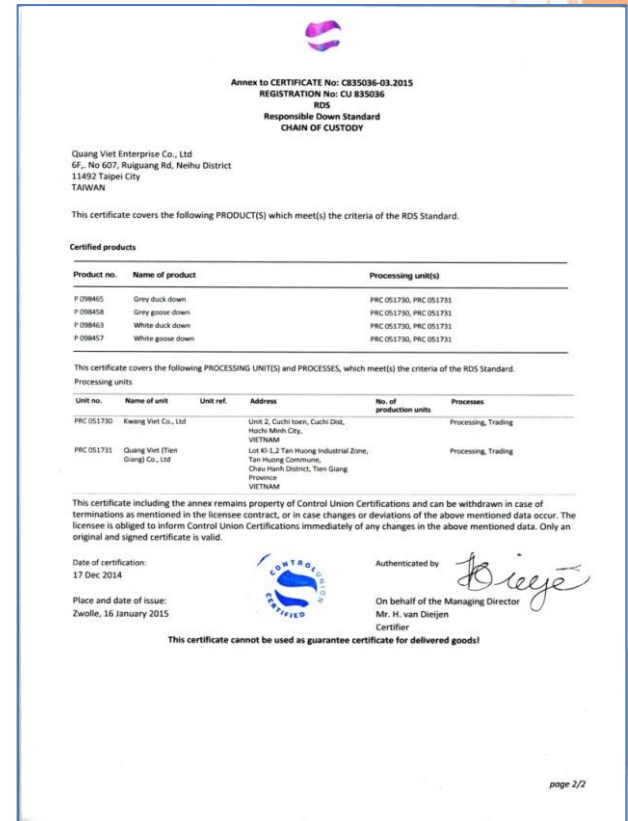 Annex to CERTIFICATE No: C835036-03.2015
REGISTRATION No: CU 835036
RDS
Responsible Down Standard
CHAIN OF CUSTODY
Quang Viet Enterprise Co., Ltd
6F,. No 607, Ruiguang Rd, Neihu District
11492 Taipei City
TAIWAN
This certificate covers the following PRODUCT(S) which meet(s) the criteria of the RDS Standard.
Certified products
Product no. Name of product Processing unit(s)
P 098465 Grey duck down PRC 051730, PRC 051731
P 098458 Grey goose down PRC 051730, PRC 051731
P 098463 White duck down PRC 051730, PRC 051731
P 098457 White goose down PRC 051730, PRC 051731
This certificate covers the following PROCESSING UNIT(S) and PROCESSES, which meet(s) the criteria of the RDS Standard.
Processing units
Unit no. Name of unit Unit ref. Address No. of production units Processes
PRC 051730 Kwang Viet Co., Ltd Unit 2, Cuchi toen, Cuchi Dist, Processing, Trading
Hochi Minh City,
VIETNAM
PRC 051731 Quang Viet (Tien Lot KI-1,2 Tan Huong Industrial Zone, Processing, Trading
Giang) Co., Ltd Tan Huong Commune,
Chau Hanh District, Tien Giang
Province
VIETNAM
This certificate including the annex remains property of Control Union Certifications and can be withdrawn in case of
terminations as mentioned in the licensee contract, or in case changes or deviations of the above mentioned data occur. The
licensee is obliged to inform Control Union Certifications immediately of any changes in the above mentioned data. Only an
original and signed certificate is valid.
Date of certification:
17 Dec 2014
Place and date of issue:
Zwolle, 16 January 2015
CONTROL UNION
CERTIFIED
Authenticated by
On behalf of the Managing Director
Mr. H. van Dieijen
Certifier
This certificate cannot be used as guarantee certificate for delivered goods!
page 2/2